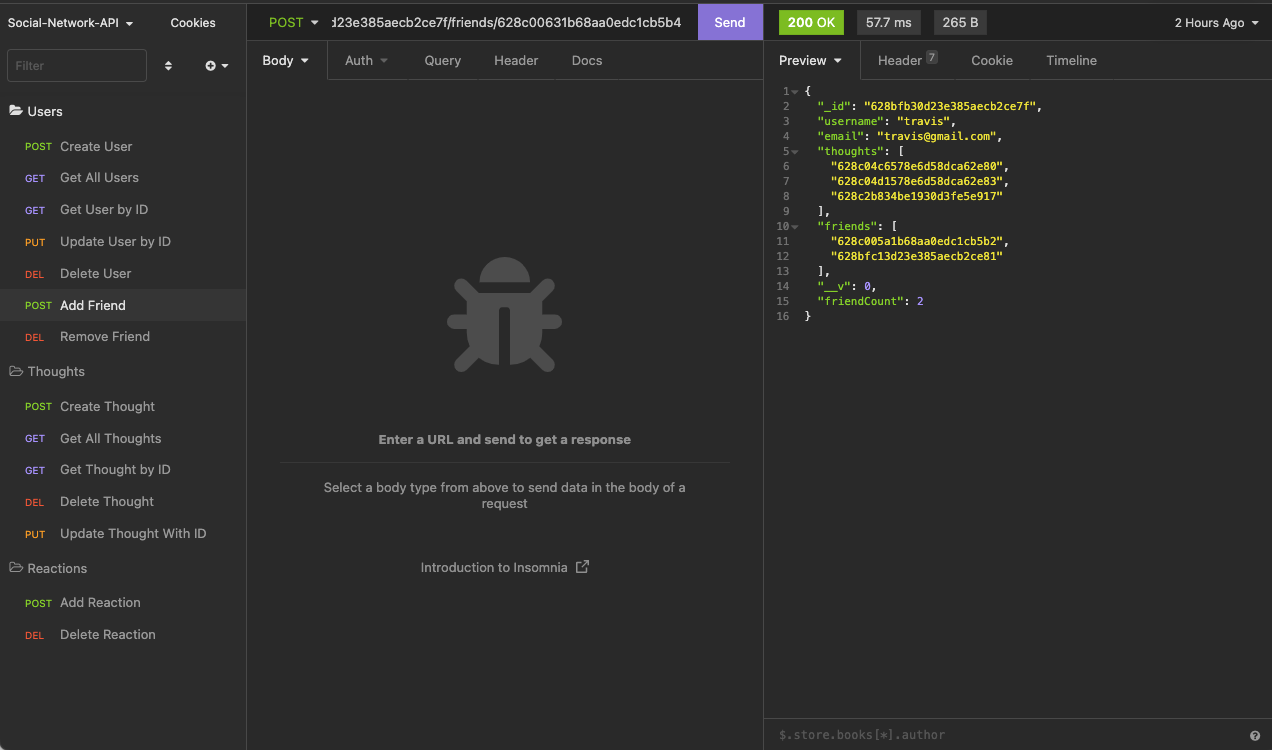 Social-Network-API
Cookies
POST
d23e385aecb2ce7f/friends/628c00631b68aa0edc1cb5b4
Send
200 OK
57.7 ms
265 B
2 Hours Ago
Filter
Body
Auth
Query
Header
Docs
Preview
Header 7
Cookie
Timeline
Users
POST Create User
GET Get All Users
GET Get User by ID
PUT Update User by ID
DEL Delete User
POST Add Friend
DEL Remove Friend
Thoughts
POST Create Thought
GET Get All Thoughts
GET Get Thought by ID
DEL Delete Thought
PUT Update Thought With ID
Reactions
POST Add Reaction
DEL Delete Reaction
Enter a URL and send to get a response
Select a body type from above to send data in the body of a
request
Introduction to Insomnia
1 {
2 "_id": "628bfb30d23e385aecb2ce7f",
3 "username": "travis",
4 "email": "travis@gmail.com",
5 "thoughts": [
6 "628c04c6578e6d58dca62e80",
7 "628c04d1578e6d58dca62e83",
8 "628c2b834be1930d3fe5e917"
9 ],
10 "friends": [
11 "628c005a1b68aa0edc1cb5b2",
12 "628bfc13d23e385aecb2ce81"
13 ],
14 "__v": 0,
15 "friendCount": 2
16 }
$.store.books[*].author
?